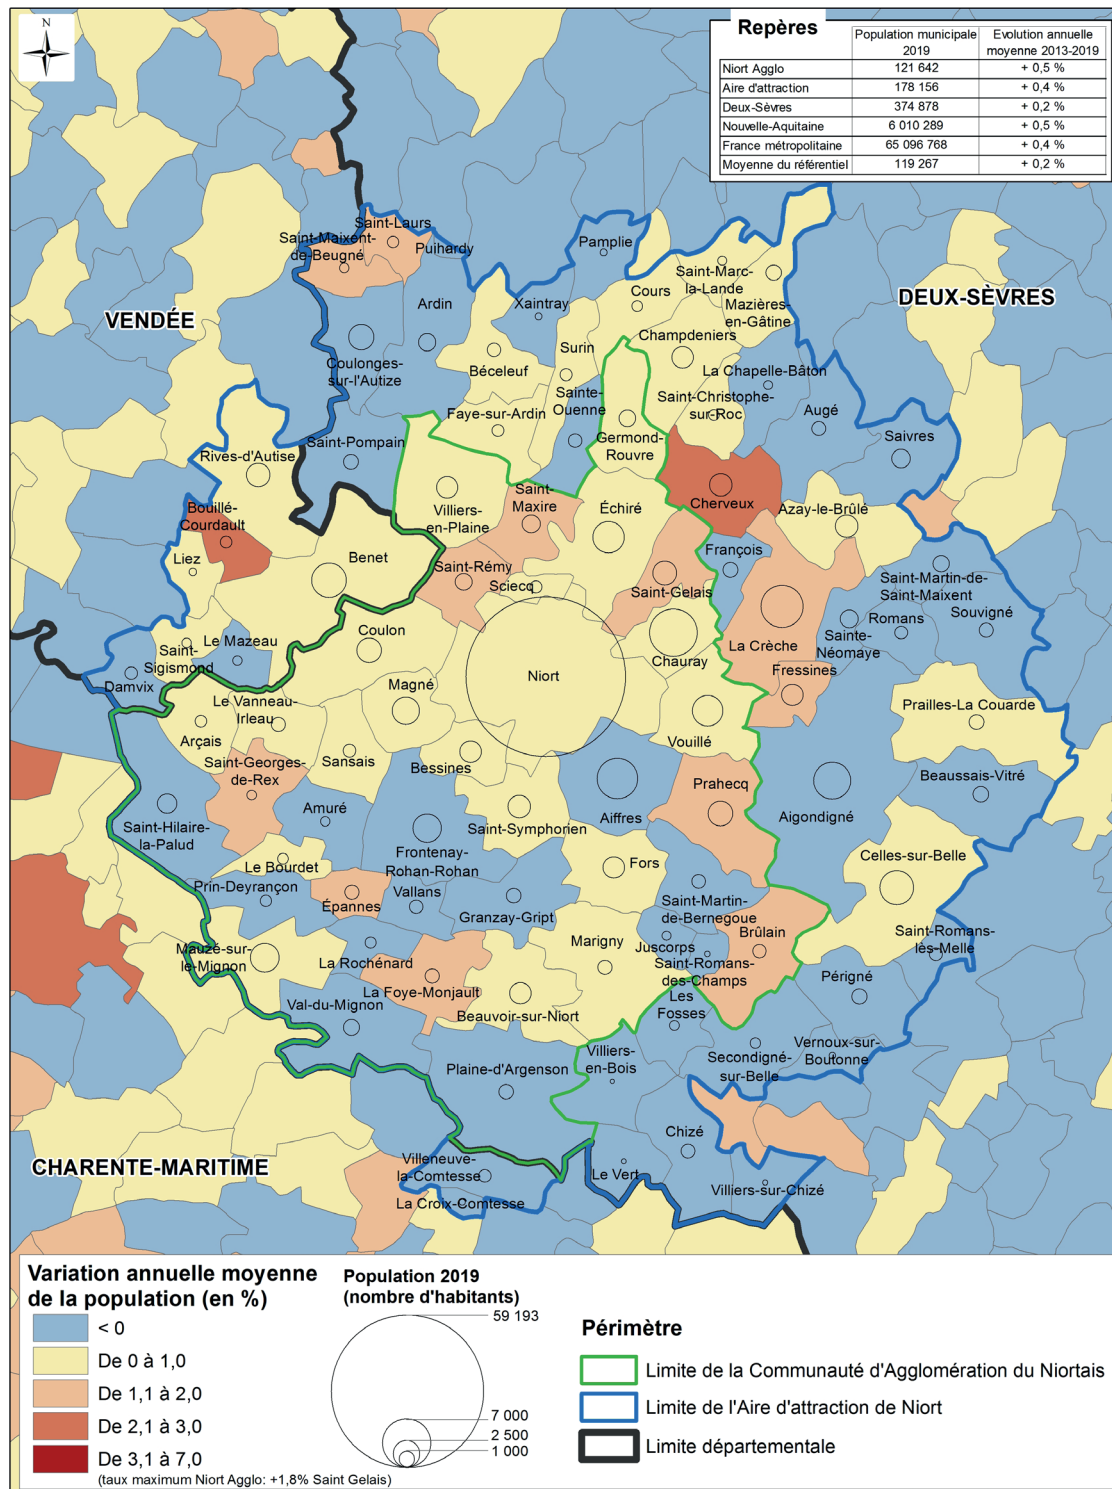 N
Repères
Population municipale 2019
Evolution annuelle moyenne 2013-2019
Niort Agglo 121 642 + 0,5 %
Aire d'attraction 178 156 + 0,4 %
Deux-Sèvres 374 878 + 0,2 %
Nouvelle-Aquitaine 6 010 289 + 0,5 %
France métropolitaine 65 096 768 + 0,4 %
Moyenne du référentiel 119 267 + 0,2 %
Saint-Laurs
Saint-Maixent-
de-Beugné
Puihardy
Pamplie
Saint-Marc-
la-Lande
Cours
Mazières-
en-Gâtine
DEUX-SÈVRES
VENDÉE
Ardin
Xaintray
Champdeniers
Surin
Coulonges-
sur-l'Autize
Béceleuf
La Chapelle-Bâton
Sainte-
Ouenne
Saint-Christophe-
sur-Roc
Augé
Faye-sur-Ardin
Germond-
Rouvre
Saivres
Saint-Pompain
Rives-d'Autise
Saint-
Maxire
Villiers-
en-Plaine
Échiré
Cherveux
Azay-le-Brûlé
Bouillé-
Courdault
Benet
Liez
Saint-Rémy
Sciecq
François
Saint-Gelais
Saint-Martin-de-
Saint-Maixent
Souvigné
Romans
Sainte-
Néomaye
La Crèche
Coulon
Le Mazeau
Saint-
Sigismond
Damvix
Chauray
Fressines
Niort
Magné
Le Vanneau-
Irleau
Arçais
Prailles-La Couarde
Vouillé
Sansais
Bessines
Saint-Georges-
de-Rex
Beaussais-Vitré
Prahecq
Amuré
Aiffres
Aigondigné
Saint-Hilaire-
la-Palud
Saint-Symphorien
Frontenay-
Rohan-Rohan
Celles-sur-Belle
Le Bourdet
Fors
Prin-Deyrançon
Vallans
Épannes
Granzay-Gript
Saint-Martin-
de-Bernegoue
Brûlain
Saint-Romans-
lès-Melle
Mauzé-sur-
le-Mignon
Marigny
Juscorps
Saint-Romans-
des-Champs
La Rochénard
La Foye-Monjault
Périgné
Val-du-Mignon
Beauvoir-sur-Niort
Les
Fosses
Vernoux-sur-
Boutonne
Secondigné-
sur-Belle
Villiers-
en-Bois
Plaine-d'Argenson
Chizé
CHARENTE-MARITIME
Villeneuve-
la-Comtesse
Le Vert
Villiers-sur-Chizé
La Croix-Comtesse
Variation annuelle moyenne
de la population (en %)
< 0
De 0 à 1,0
De 1,1 à 2,0
De 2,1 à 3,0
De 3,1 à 7,0
(taux maximum Niort Agglo: +1,8% Saint Gelais)
Population 2019
(nombre d'habitants)
59 193
7 000
2 500
1 000
Périmètre
Limite de la Communauté d'Agglomération du Niortais
Limite de l'Aire d'attraction de Niort
Limite départementale